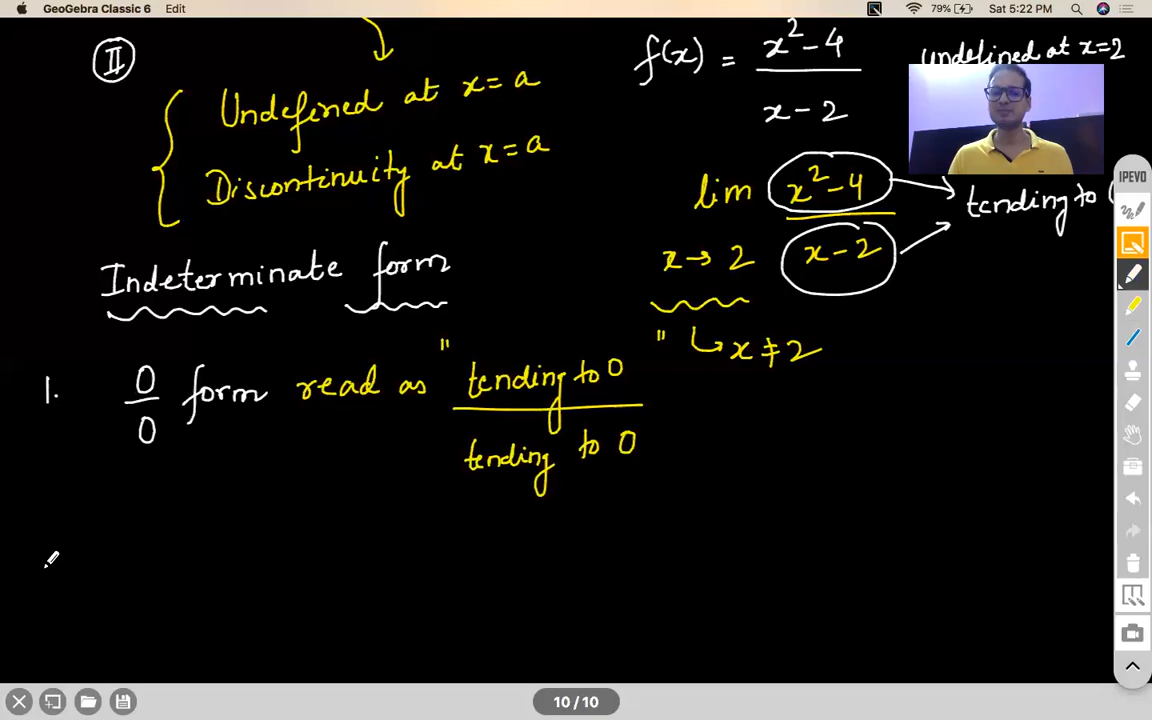 GeoGebra Classic 6 Edit
79% Sat 5:22 PM
II
Undefined at x=a
Discontinuity at x=a
f(x) = x²-4
x-2
undefined at x=2
lim x²-4
x→2 x-2
tending to
↳ x≠2
Indeterminate form
1. 0/0 form read as " tending to 0 "
tending to 0
IPEVO
10/10